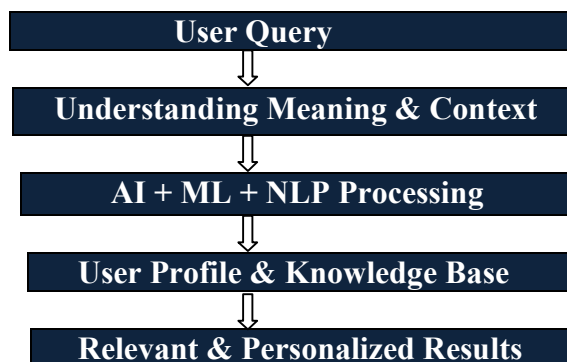 User Query
Understanding Meaning & Context
AI + ML + NLP Processing
User Profile & Knowledge Base
Relevant & Personalized Results